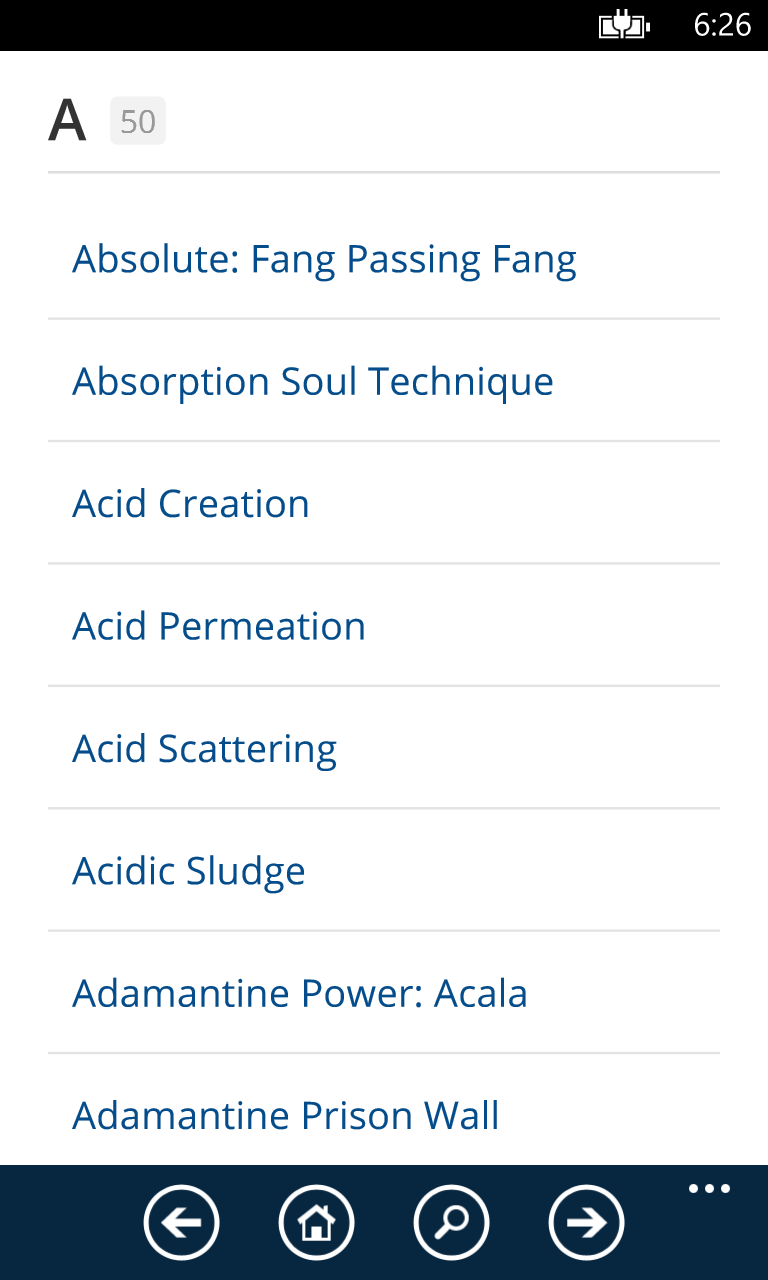 6:26
A 50
Absolute: Fang Passing Fang
Absorption Soul Technique
Acid Creation
Acid Permeation
Acid Scattering
Acidic Sludge
Adamantine Power: Acala
Adamantine Prison Wall